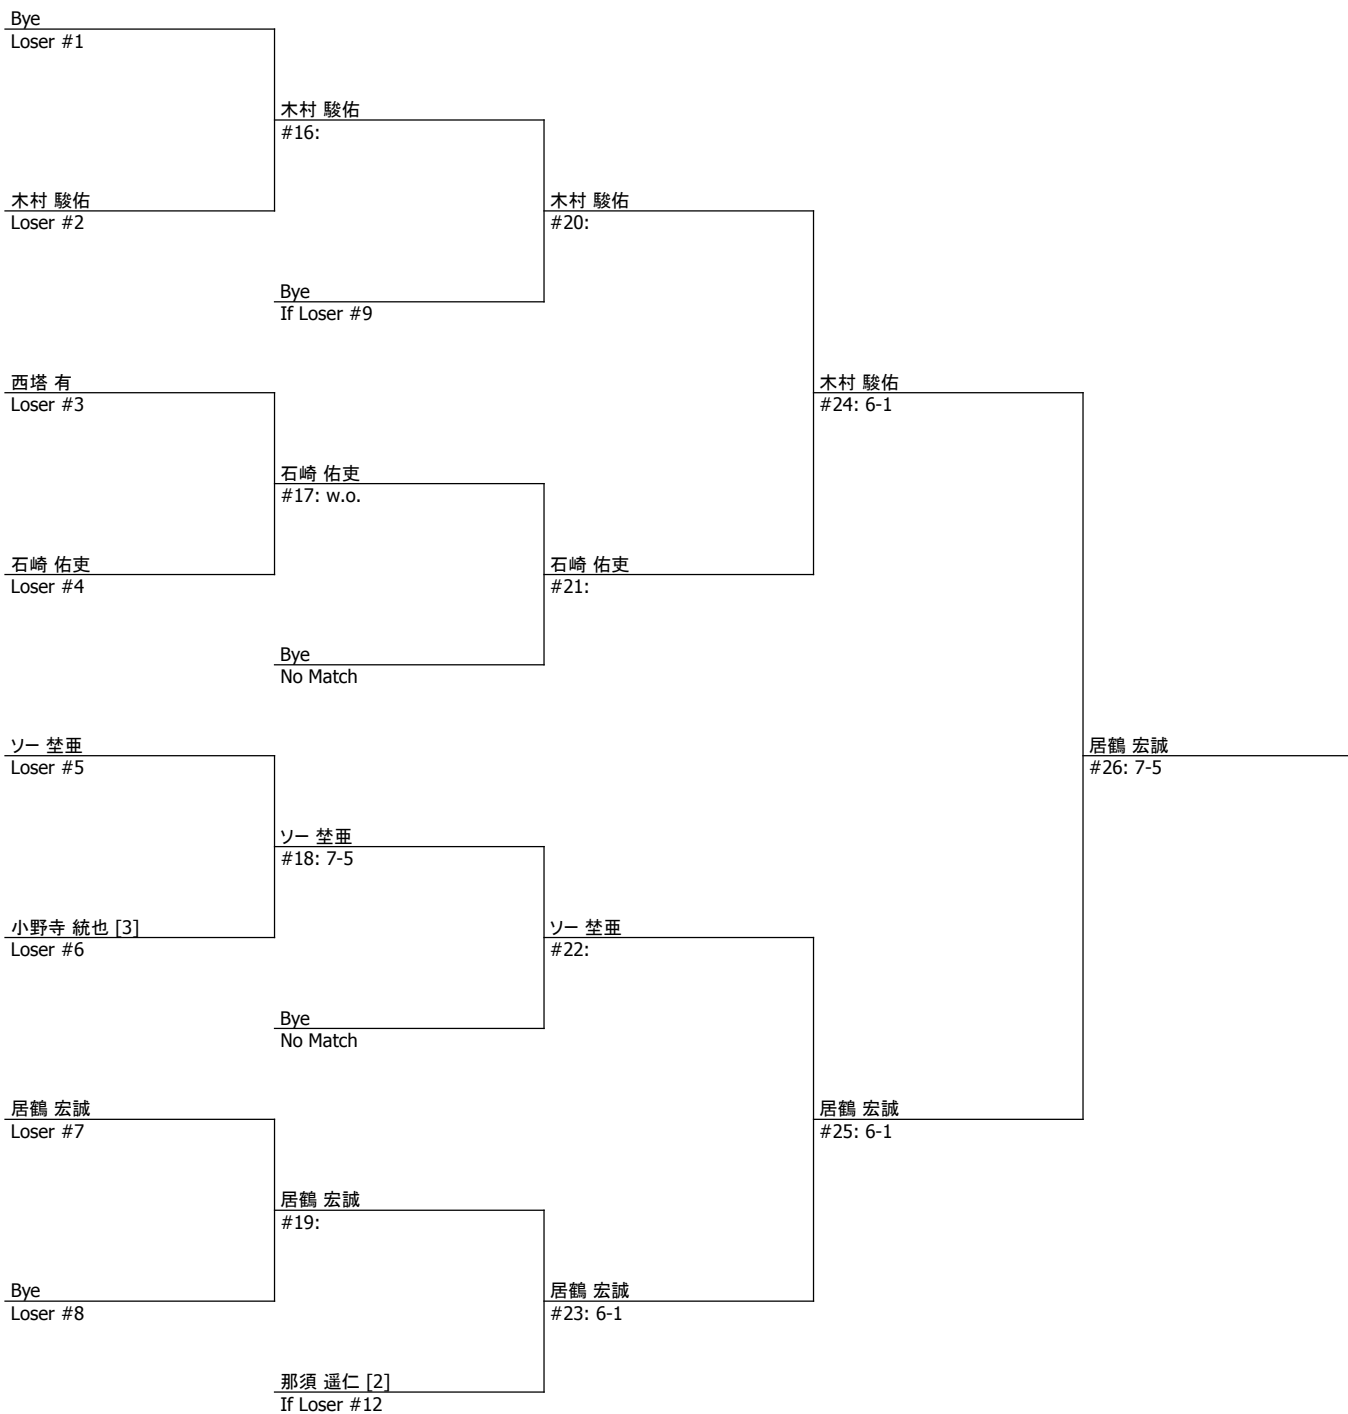 Bye
Loser #1
木村 駿佑
#16:
木村 駿佑
Loser #2
木村 駿佑
#20:
Bye
If Loser #9
西塔 有
Loser #3
木村 駿佑
#24: 6-1
石崎 佑吏
#17: w.o.
石崎 佑吏
Loser #4
石崎 佑吏
#21:
Bye
No Match
ソー 埜亜
Loser #5
居鶴 宏誠
#26: 7-5
ソー 埜亜
#18: 7-5
小野寺 統也 [3]
Loser #6
ソー 埜亜
#22:
Bye
No Match
居鶴 宏誠
Loser #7
居鶴 宏誠
#25: 6-1
居鶴 宏誠
#19:
Bye
Loser #8
居鶴 宏誠
#23: 6-1
那須 遥仁 [2]
If Loser #12